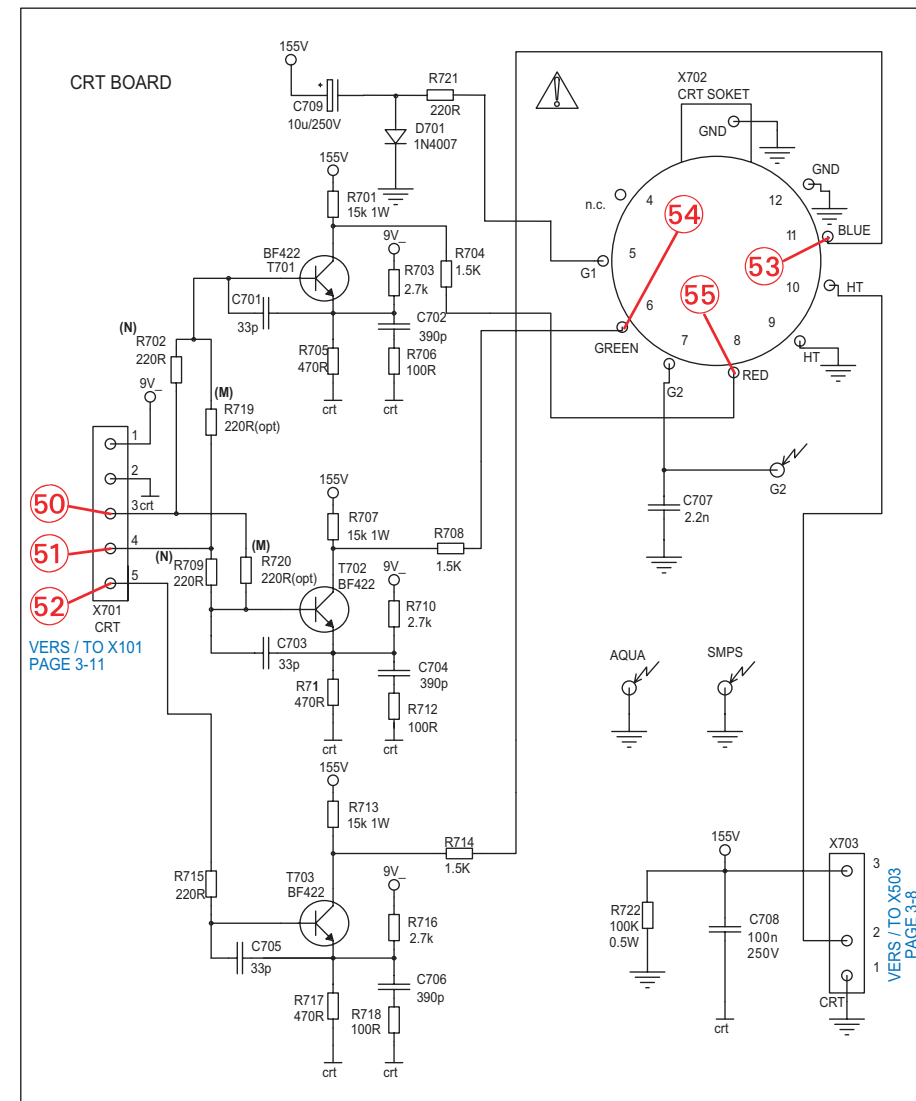 CRT BOARD
155V
C709
10u/250V
+
R721
220R
D701
1N4007
X702
CRT SOKET
GND
GND
n.c.
4
12
11
BLUE
5
G1
10
HT
6
9
GREEN
7
8
HT
G2
RED
54
53
55
155V
R701
15k 1W
BF422
T701
9V_
R703
2.7k
R704
1.5K
C701
33p
C702
390p
R705
470R
R706
100R
crt
crt
(N)
R702
220R
(M)
R719
220R(opt)
9V_
1
2
crt
3
4
5
50
51
52
X701
CRT
VERS / TO X101
PAGE 3-11
(N)
R709
220R
(M)
R720
220R(opt)
155V
R707
15k 1W
R708
1.5K
T702
BF422
9V_
R710
2.7k
C703
33p
C704
390p
R71
470R
R712
100R
crt
crt
G2
C707
2.2n
AQUA
SMPS
155V
R713
15k 1W
R714
1.5K
R715
220R
T703
BF422
9V_
R716
2.7k
C705
33p
C706
390p
R717
470R
R718
100R
crt
crt
155V
X703
3
2
1
R722
100K
0.5W
C708
100n
250V
CRT
crt
VERS / TO X503
PAGE 3-8